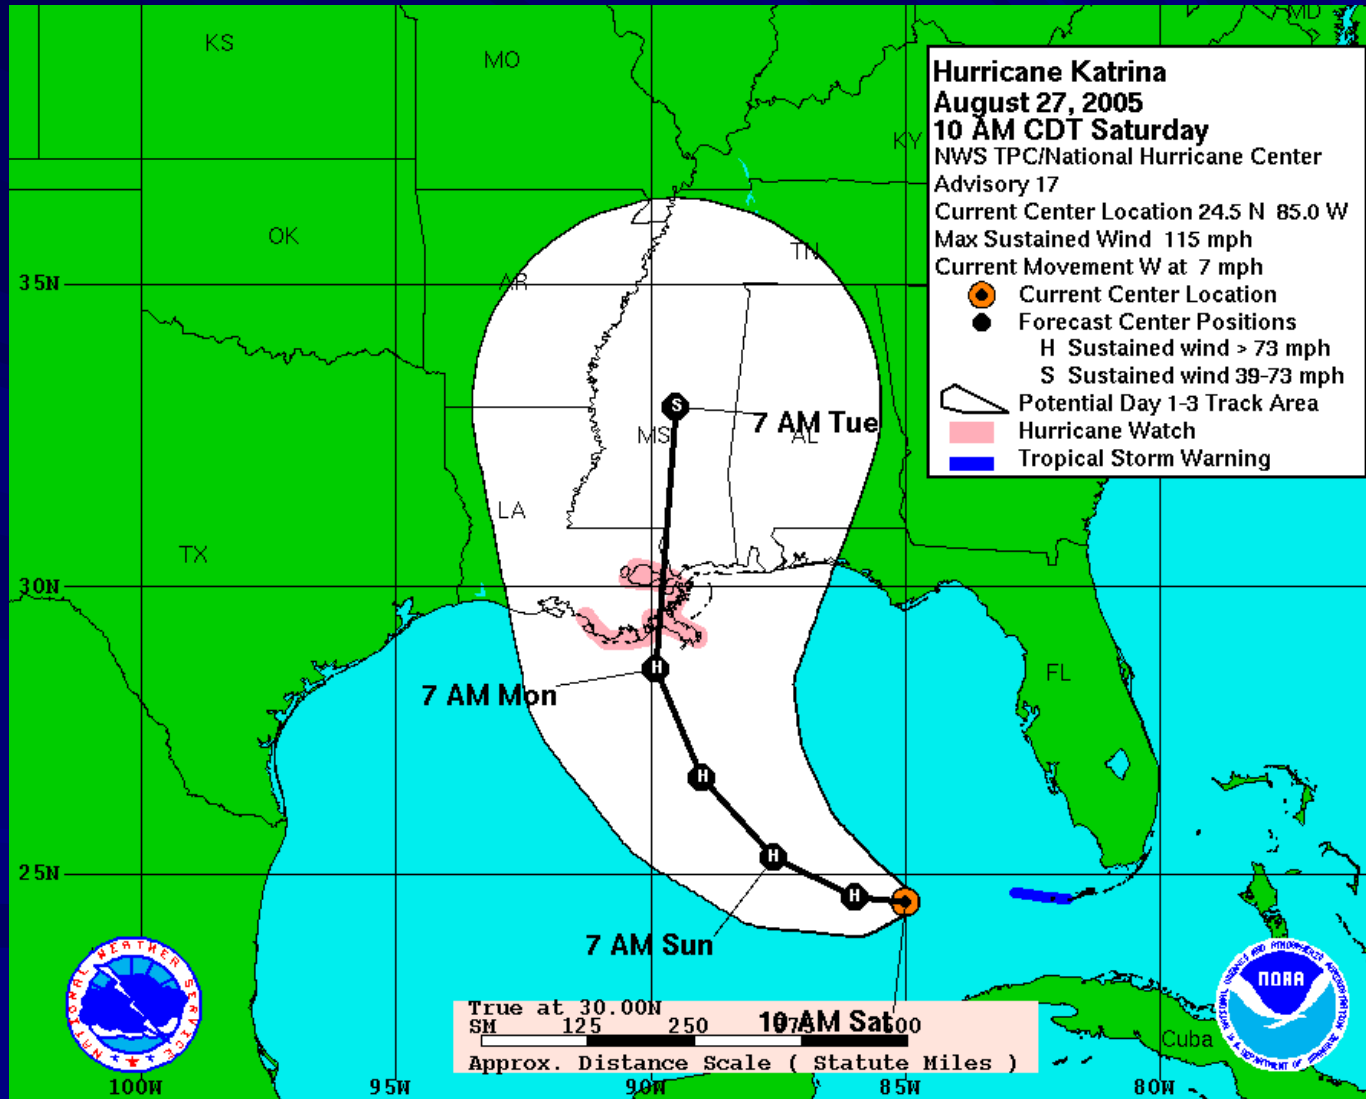 KS
MO
MD
Hurricane Katrina
August 27, 2005
10 AM CDT Saturday
NWS TPC/National Hurricane Center
Advisory 17
Current Center Location 24.5 N 85.0 W
Max Sustained Wind 115 mph
Current Movement W at 7 mph
Current Center Location
Forecast Center Positions
H Sustained wind > 73 mph
S Sustained wind 39-73 mph
Potential Day 1-3 Track Area
Hurricane Watch
Tropical Storm Warning
KY
OK
TN
35N
AR
S
7 AM Tue
MS
AL
LA
TX
30N
FL
H
7 AM Mon
H
25N
H
H
7 AM Sun
NATIONAL WEATHER SERVICE
NOAA
True at 30.00N
SM 125 250 500
10 AM Sat
Approx. Distance Scale ( Statute Miles )
Cuba
100W 95W 90W 85W 80W